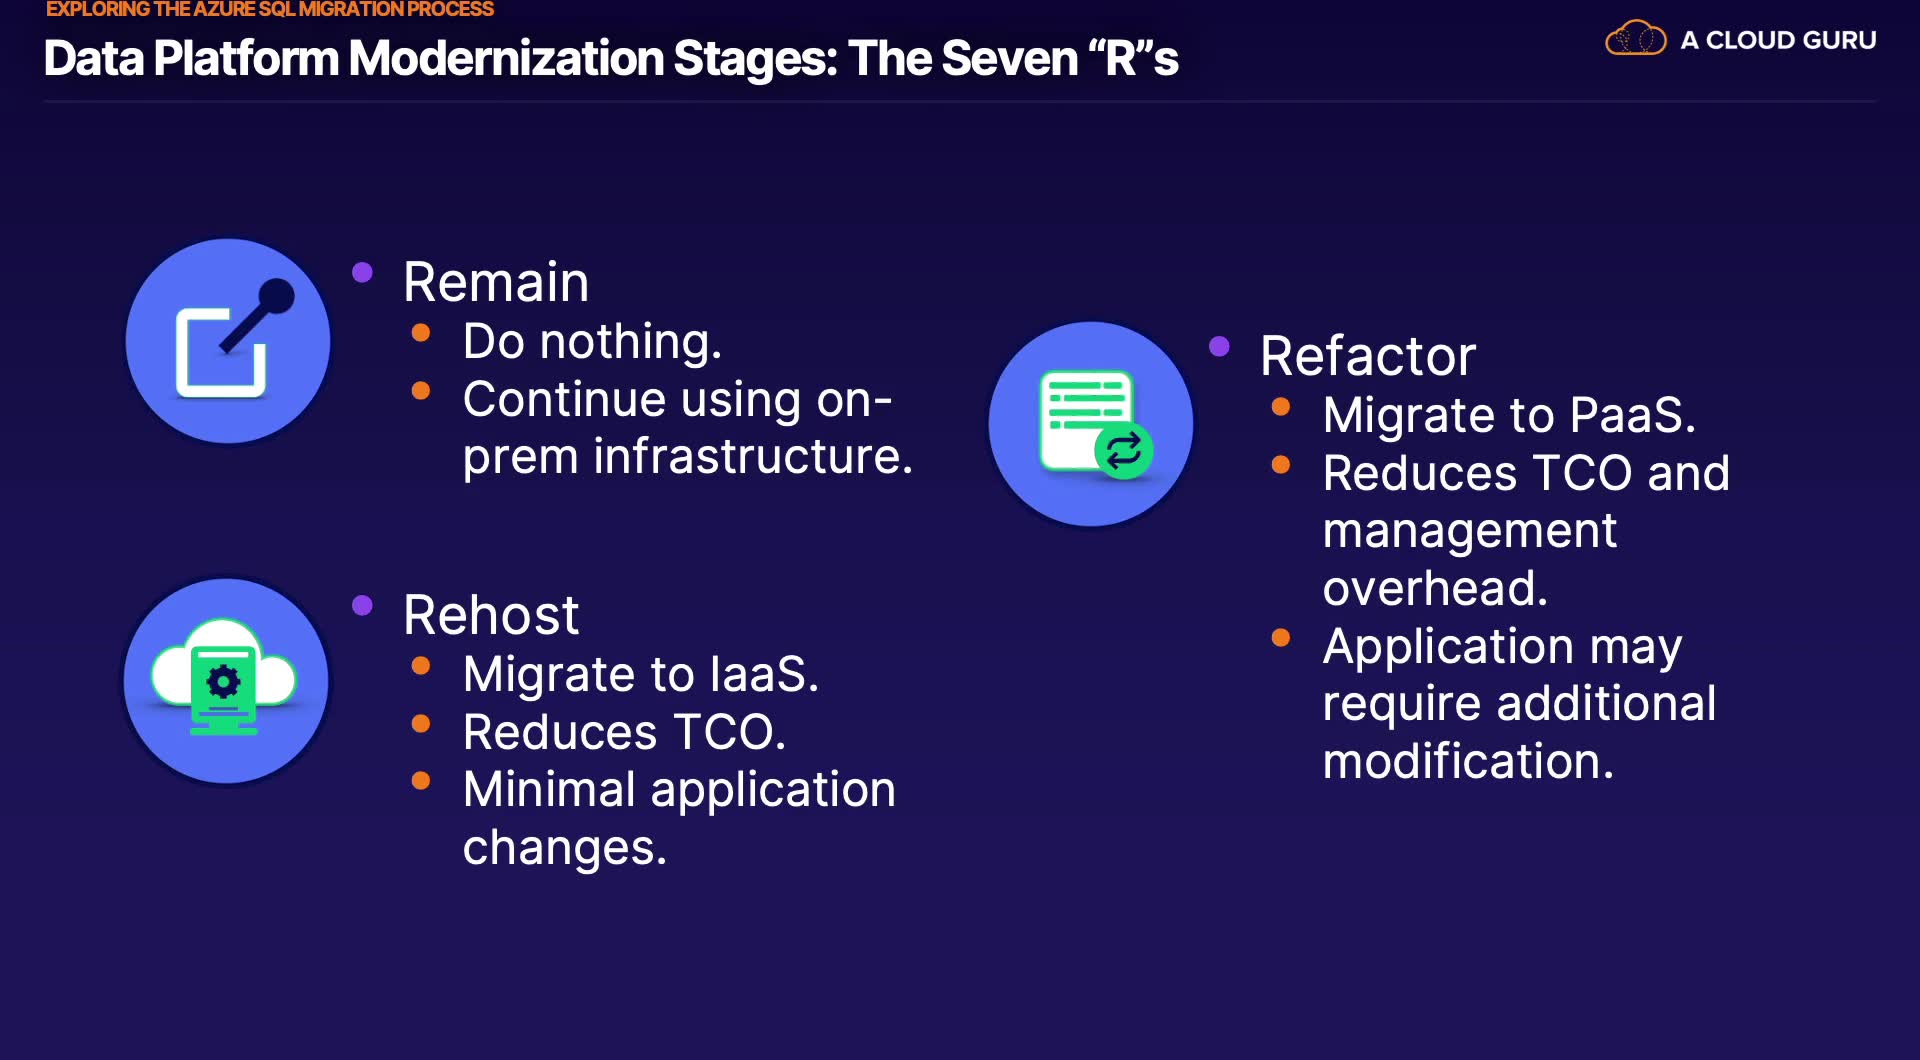 EXPLORING THE AZURE SQL MIGRATION PROCESS
Data Platform Modernization Stages: The Seven “R”s
A CLOUD GURU
Remain
Do nothing.
Continue using on-
prem infrastructure.
Rehost
Migrate to IaaS.
Reduces TCO.
Minimal application
changes.
Refactor
Migrate to PaaS.
Reduces TCO and
management
overhead.
Application may
require additional
modification.